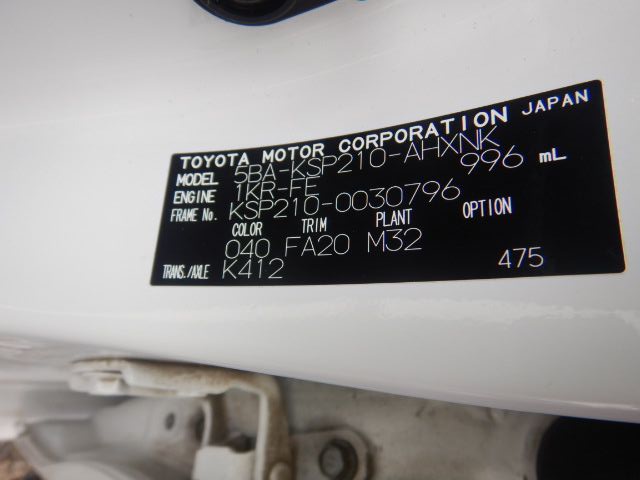 TOYOTA MOTOR CORPORATION JAPAN
MODEL 5BA-KSP210-AHXNK
ENGINE 1KR-FE 996 mL
FRAME No. KSP210-0030796
COLOR TRIM PLANT OPTION
040 FA20 M32
TRANS./AXLE K412 475